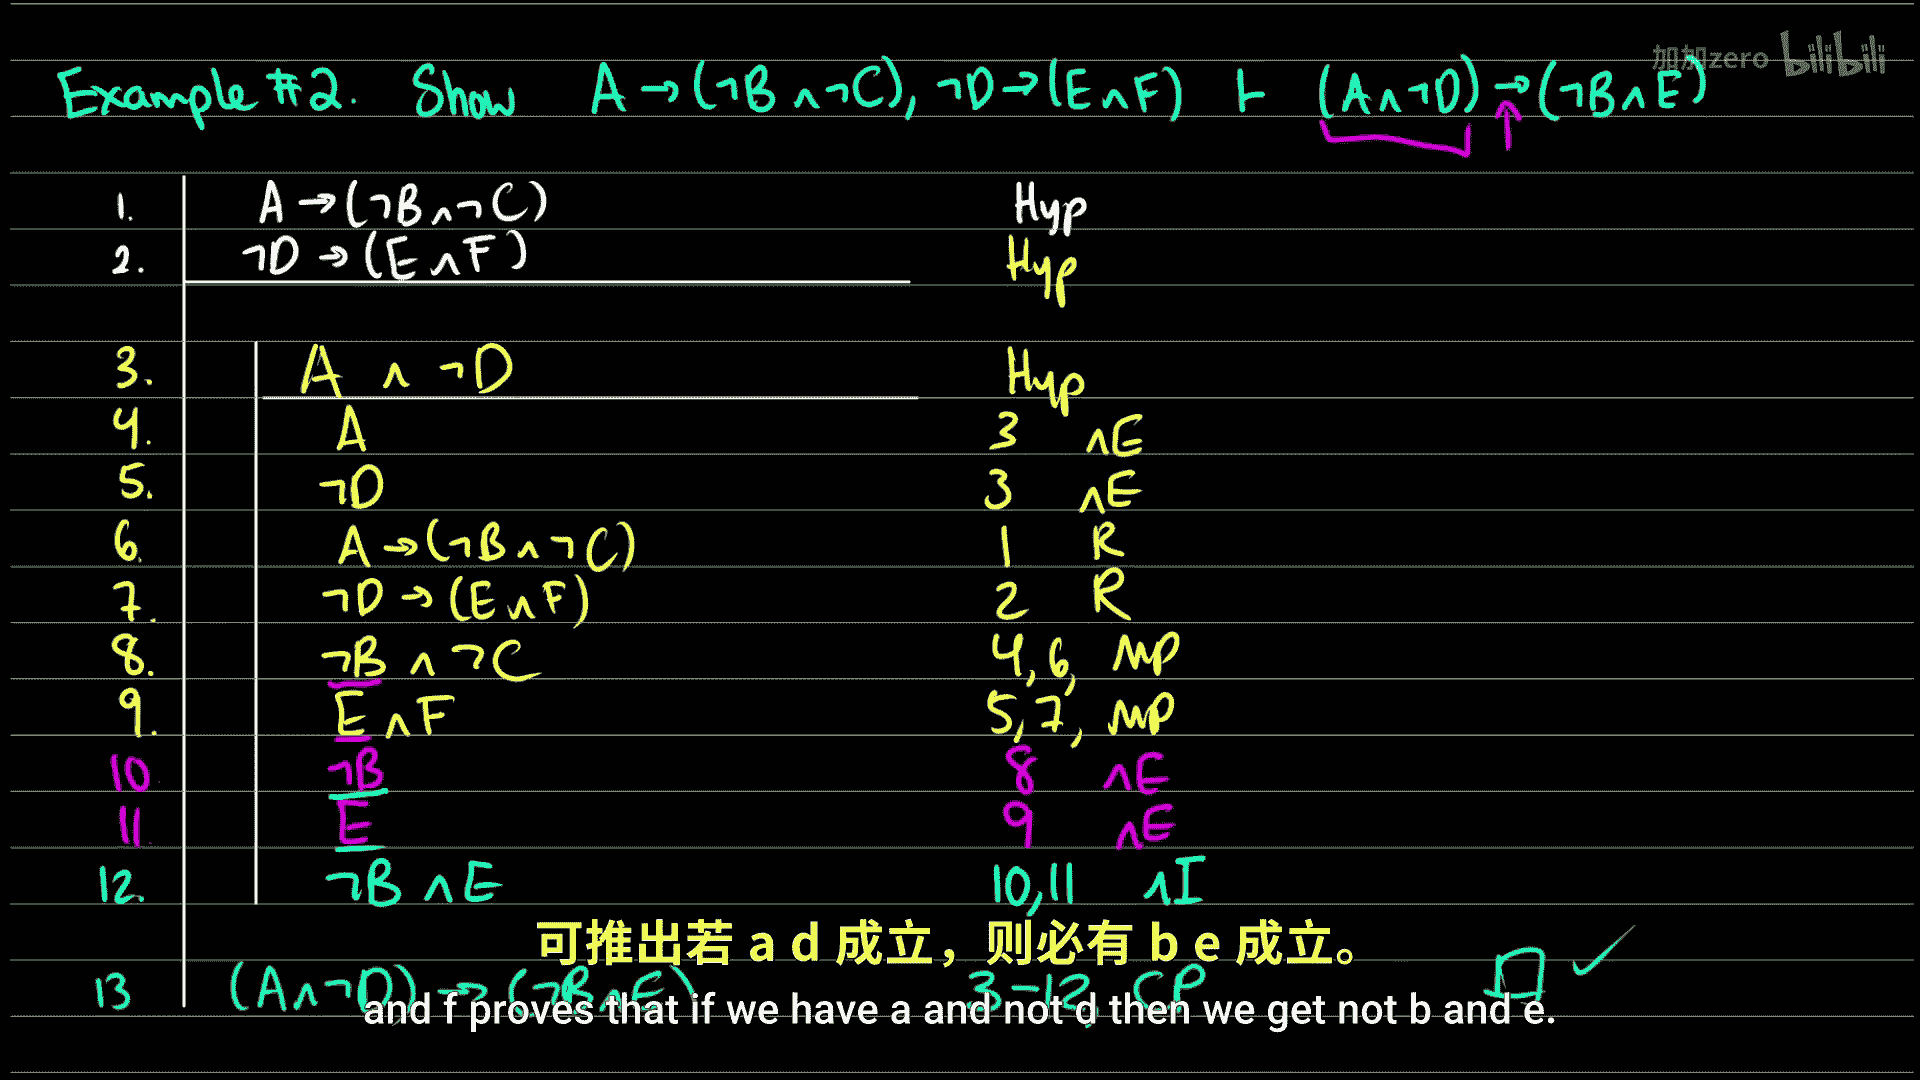 加加zero bilibili
Example #2. Show A → (¬B ∧ ¬C), ¬D → (E ∧ F) ⊢ (A ∧ ¬D) → (¬B ∧ E)
1. A → (¬B ∧ ¬C) Hyp
2. ¬D → (E ∧ F) Hyp
3. A ∧ ¬D Hyp
4. A 3 ∧E
5. ¬D 3 ∧E
6. A → (¬B ∧ ¬C) 1 R
7. ¬D → (E ∧ F) 2 R
8. ¬B ∧ ¬C 4,6, MP
9. E ∧ F 5,7, MP
10 ¬B 8 ∧E
11 E 9 ∧E
12. ¬B ∧ E 10,11 ∧I
可推出若 a d 成立，则必有 b e 成立。
13 (A ∧ ¬D) → (¬B ∧ E) 3-12, CP □ ✓
and f proves that if we have a and not d then we get not b and e.